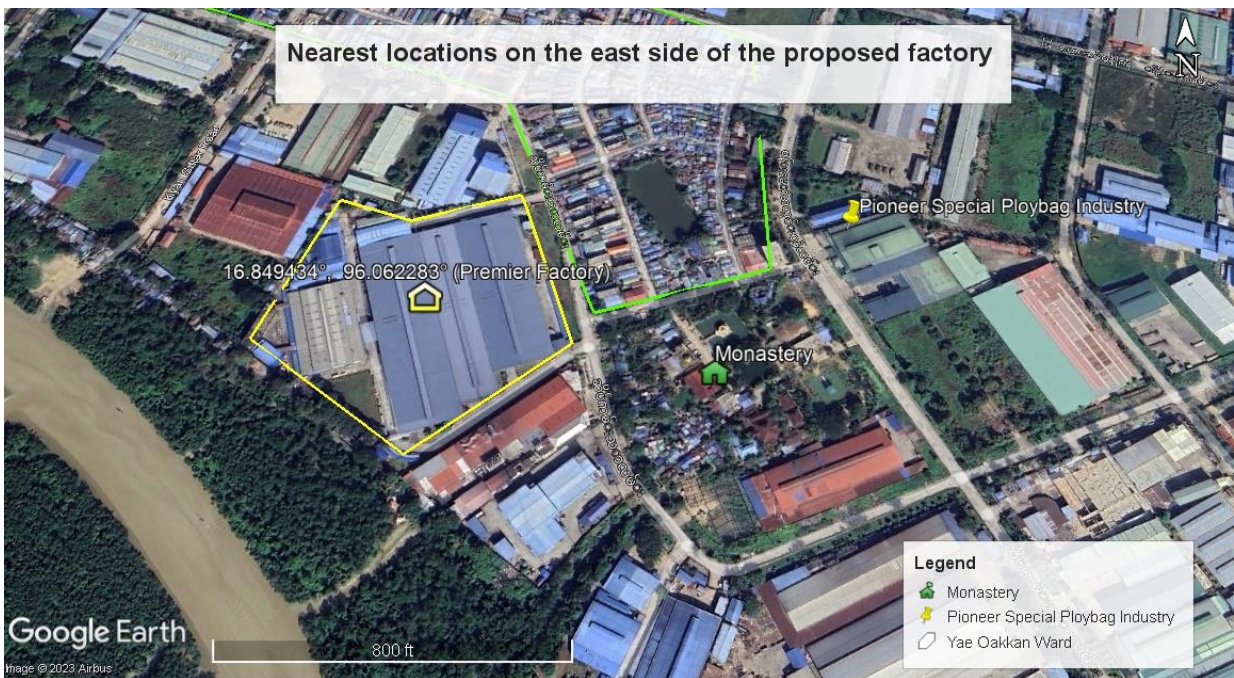 Nearest locations on the east side of the proposed factory
N
Pioneer Special Ploybag Industry
16.849434°, 96.062283° (Premier Factory)
Monastery
Legend
Monastery
Pioneer Special Ploybag Industry
Yae Oakkan Ward
Google Earth
800 ft
Image © 2023 Airbus